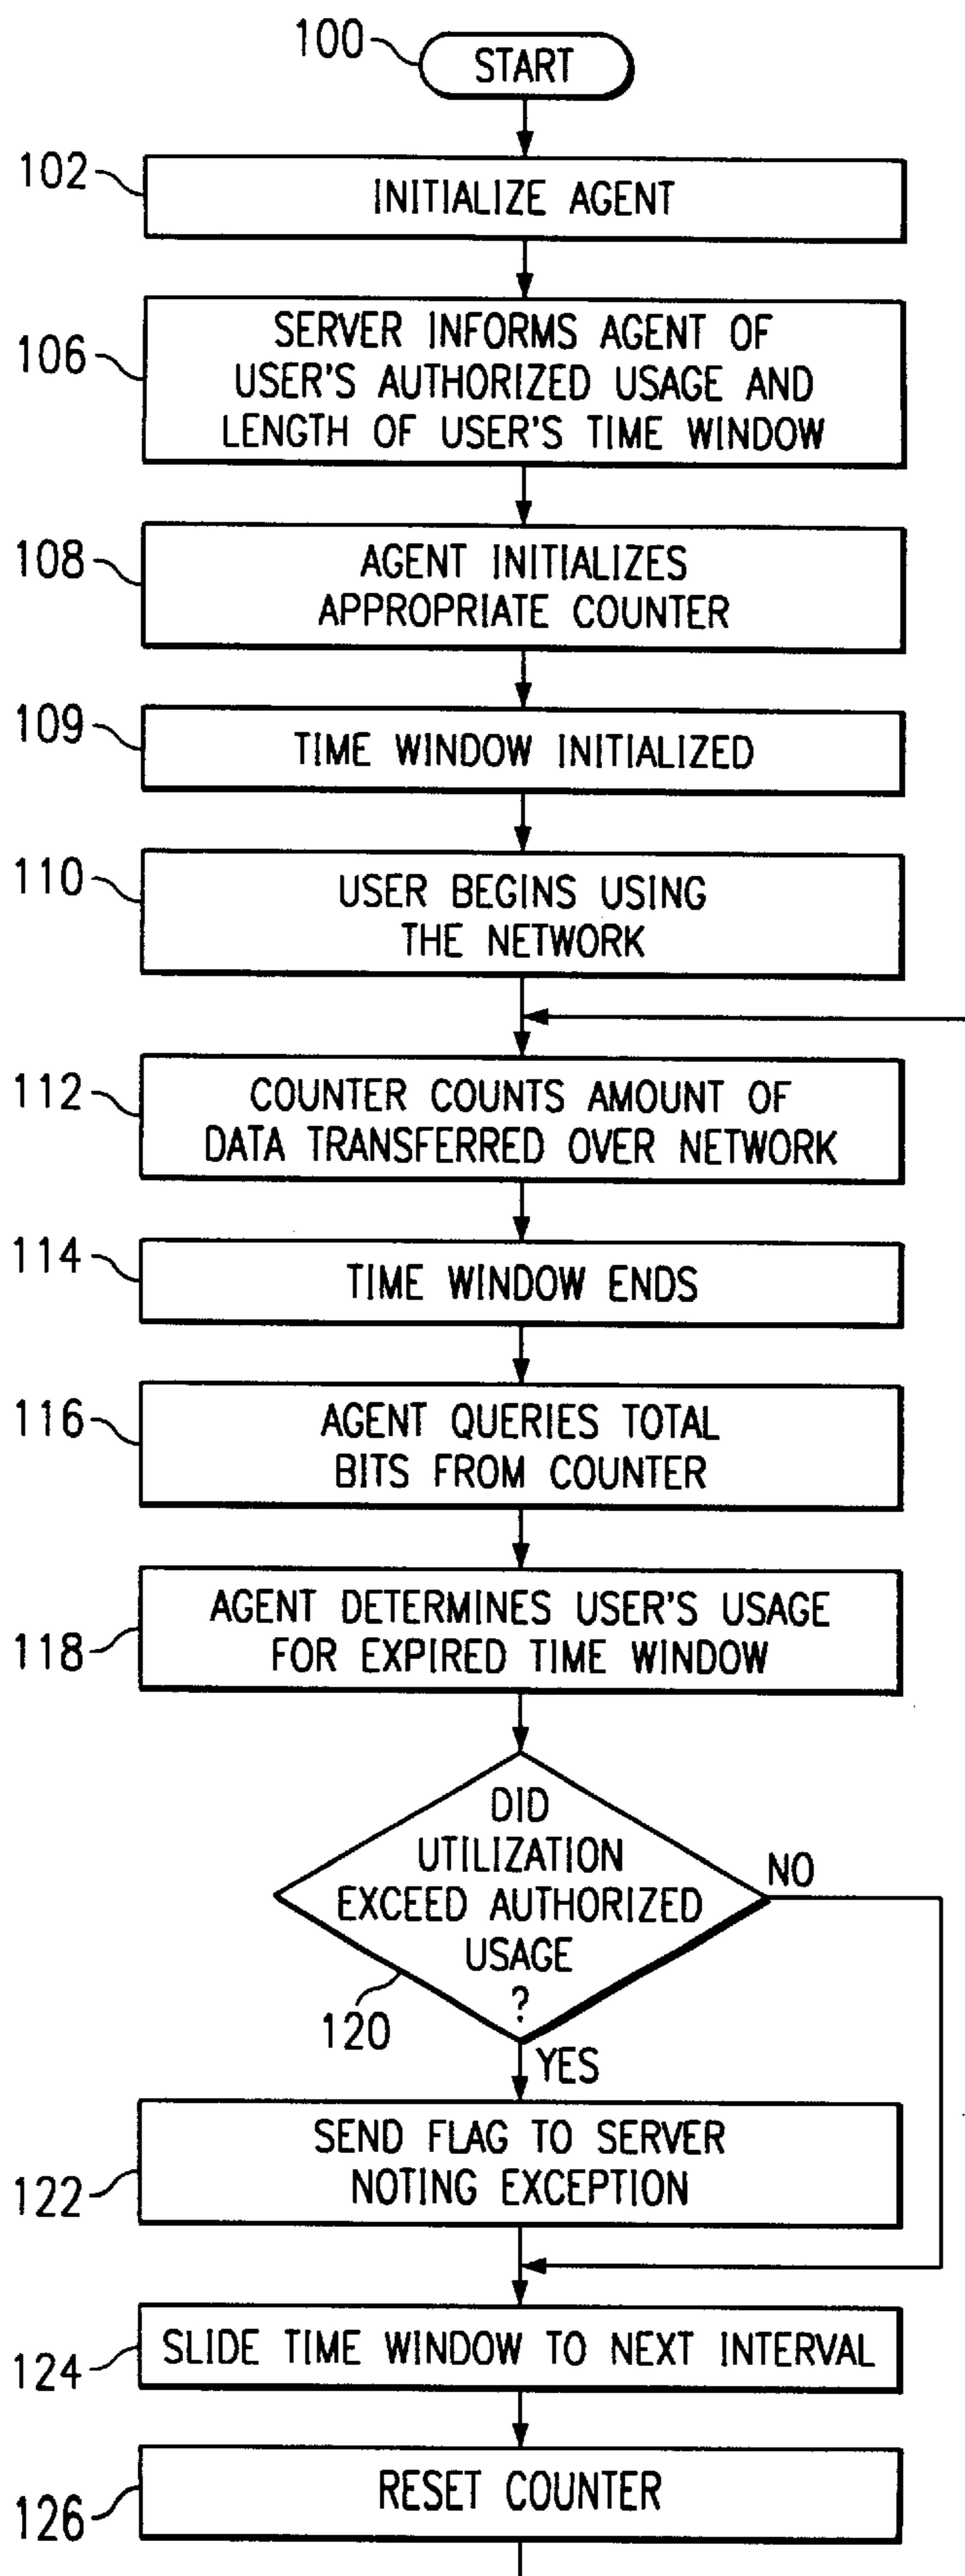 100
START
102
INITIALIZE AGENT
106
SERVER INFORMS AGENT OF
USER'S AUTHORIZED USAGE AND
LENGTH OF USER'S TIME WINDOW
108
AGENT INITIALIZES
APPROPRIATE COUNTER
109
TIME WINDOW INITIALIZED
110
USER BEGINS USING
THE NETWORK
112
COUNTER COUNTS AMOUNT OF
DATA TRANSFERRED OVER NETWORK
114
TIME WINDOW ENDS
116
AGENT QUERIES TOTAL
BITS FROM COUNTER
118
AGENT DETERMINES USER'S USAGE
FOR EXPIRED TIME WINDOW
DID
UTILIZATION
EXCEED AUTHORIZED
USAGE
?
NO
120
YES
122
SEND FLAG TO SERVER
NOTING EXCEPTION
124
SLIDE TIME WINDOW TO NEXT INTERVAL
126
RESET COUNTER